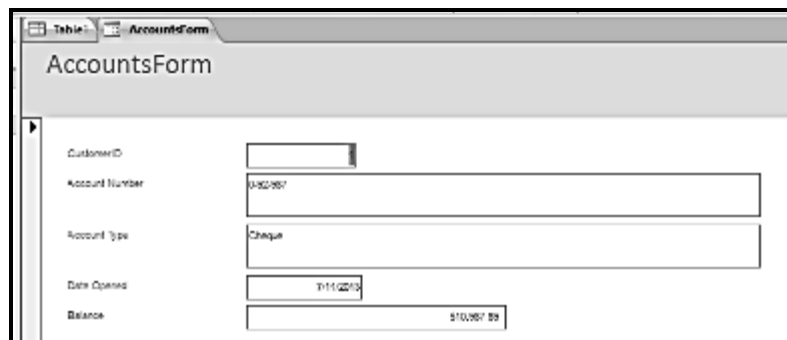 Table1 AccountsForm
AccountsForm
CustomerID
Account Number
Account Type Cheque
Date Opened
Balance